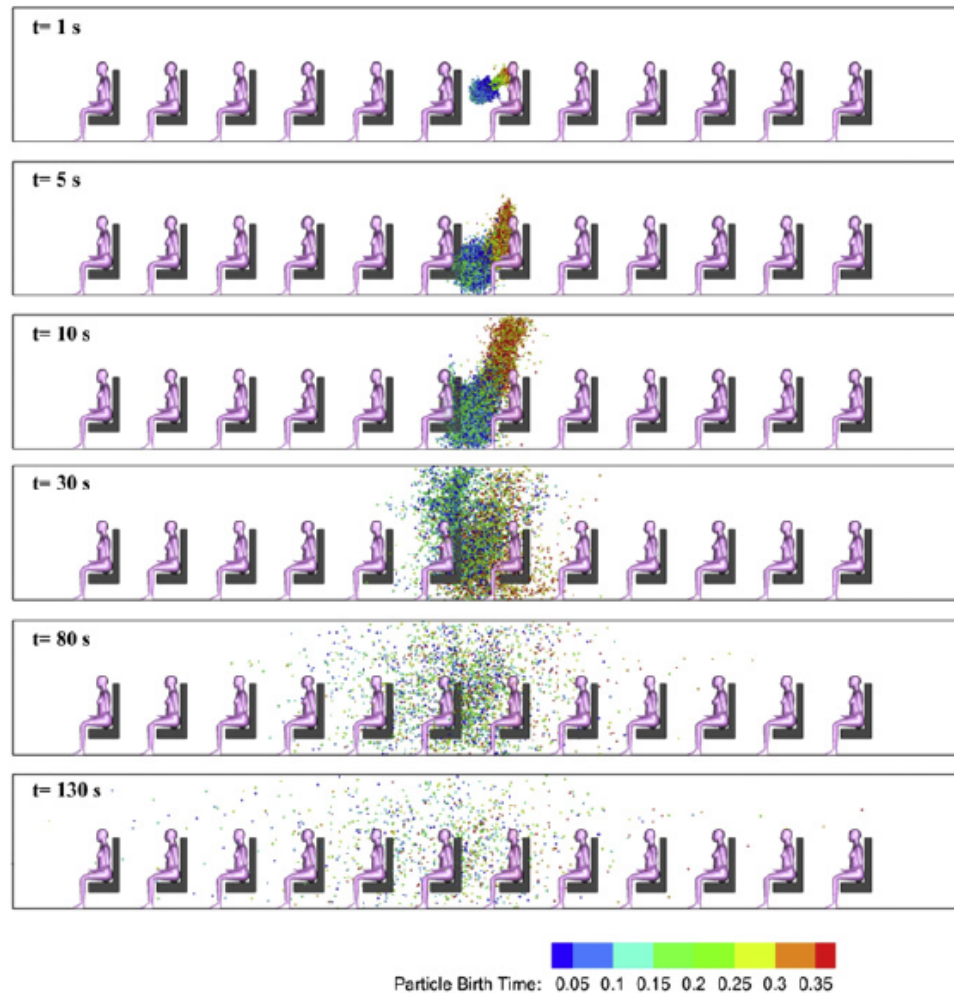 t= 1 s
t= 5 s
t= 10 s
t= 30 s
t= 80 s
t= 130 s
Particle Birth Time: 0.05 0.1 0.15 0.2 0.25 0.3 0.35